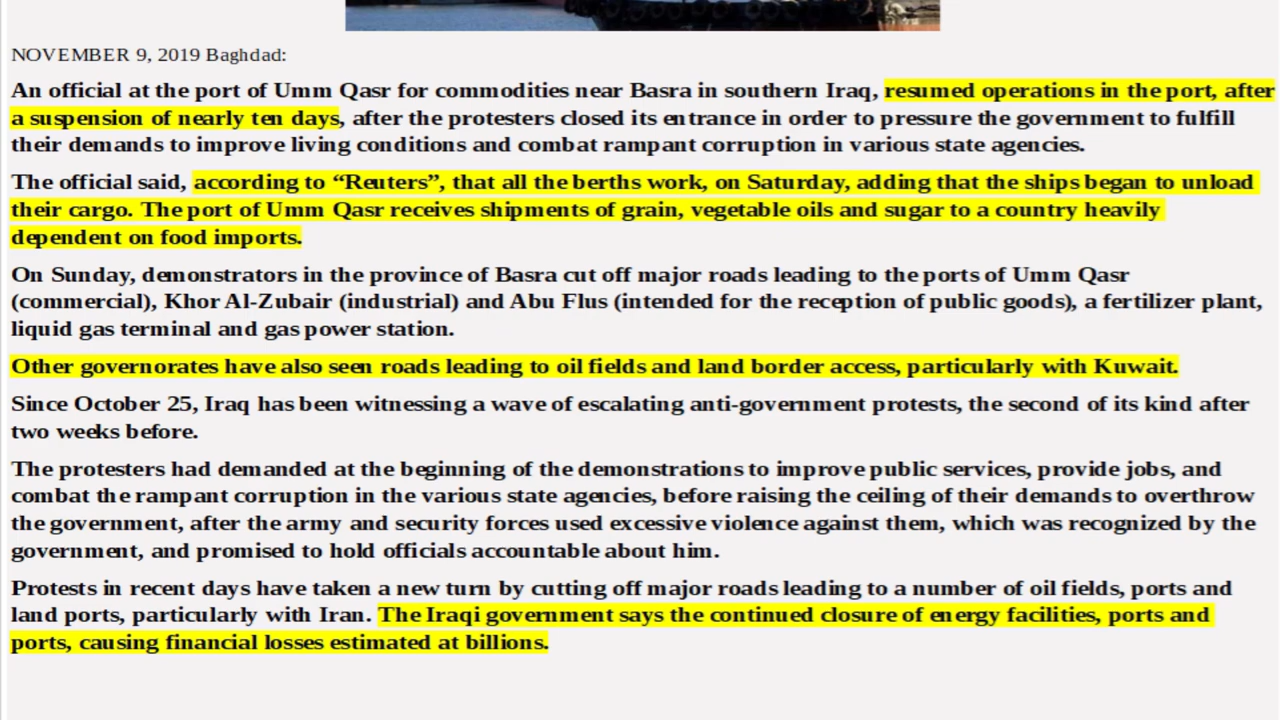 NOVEMBER 9, 2019 Baghdad:
An official at the port of Umm Qasr for commodities near Basra in southern Iraq, resumed operations in the port, after
a suspension of nearly ten days, after the protesters closed its entrance in order to pressure the government to fulfill
their demands to improve living conditions and combat rampant corruption in various state agencies.
The official said, according to “Reuters”, that all the berths work, on Saturday, adding that the ships began to unload
their cargo. The port of Umm Qasr receives shipments of grain, vegetable oils and sugar to a country heavily
dependent on food imports.
On Sunday, demonstrators in the province of Basra cut off major roads leading to the ports of Umm Qasr
(commercial), Khor Al-Zubair (industrial) and Abu Flus (intended for the reception of public goods), a fertilizer plant,
liquid gas terminal and gas power station.
Other governorates have also seen roads leading to oil fields and land border access, particularly with Kuwait.
Since October 25, Iraq has been witnessing a wave of escalating anti-government protests, the second of its kind after
two weeks before.
The protesters had demanded at the beginning of the demonstrations to improve public services, provide jobs, and
combat the rampant corruption in the various state agencies, before raising the ceiling of their demands to overthrow
the government, after the army and security forces used excessive violence against them, which was recognized by the
government, and promised to hold officials accountable about him.
Protests in recent days have taken a new turn by cutting off major roads leading to a number of oil fields, ports and
land ports, particularly with Iran. The Iraqi government says the continued closure of energy facilities, ports and
ports, causing financial losses estimated at billions.